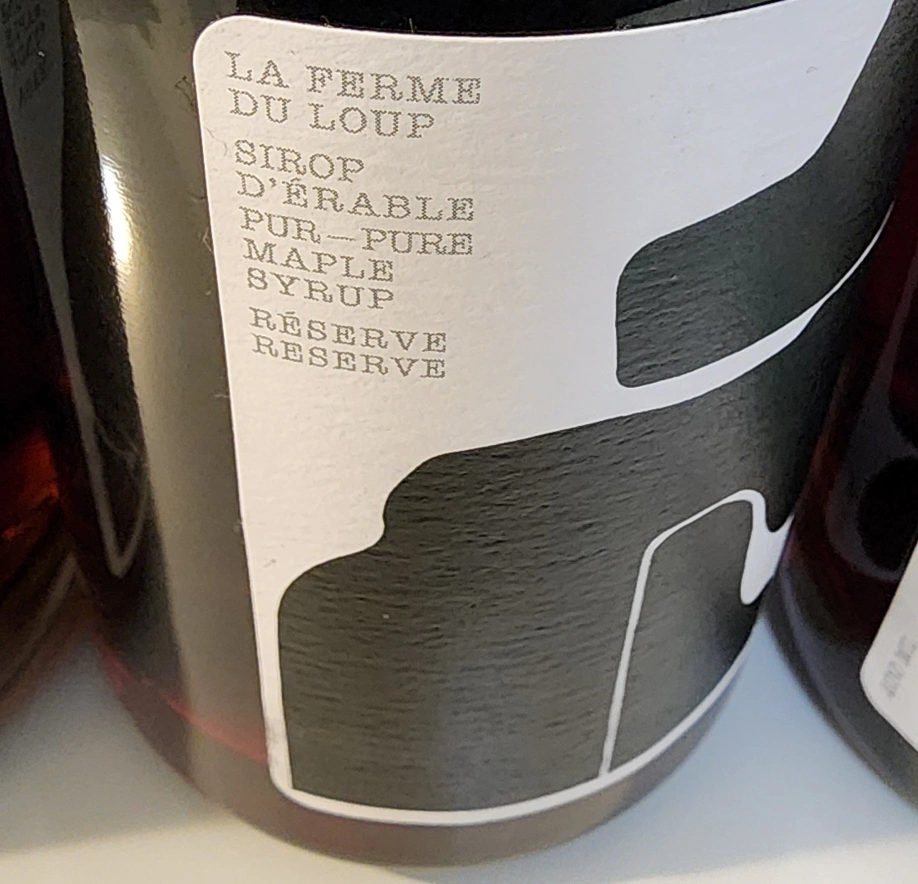 LA FERME
DU LOUP
SIROP
D'ÉRABLE
PUR—PURE
MAPLE
SYRUP
RÉSERVE
RESERVE